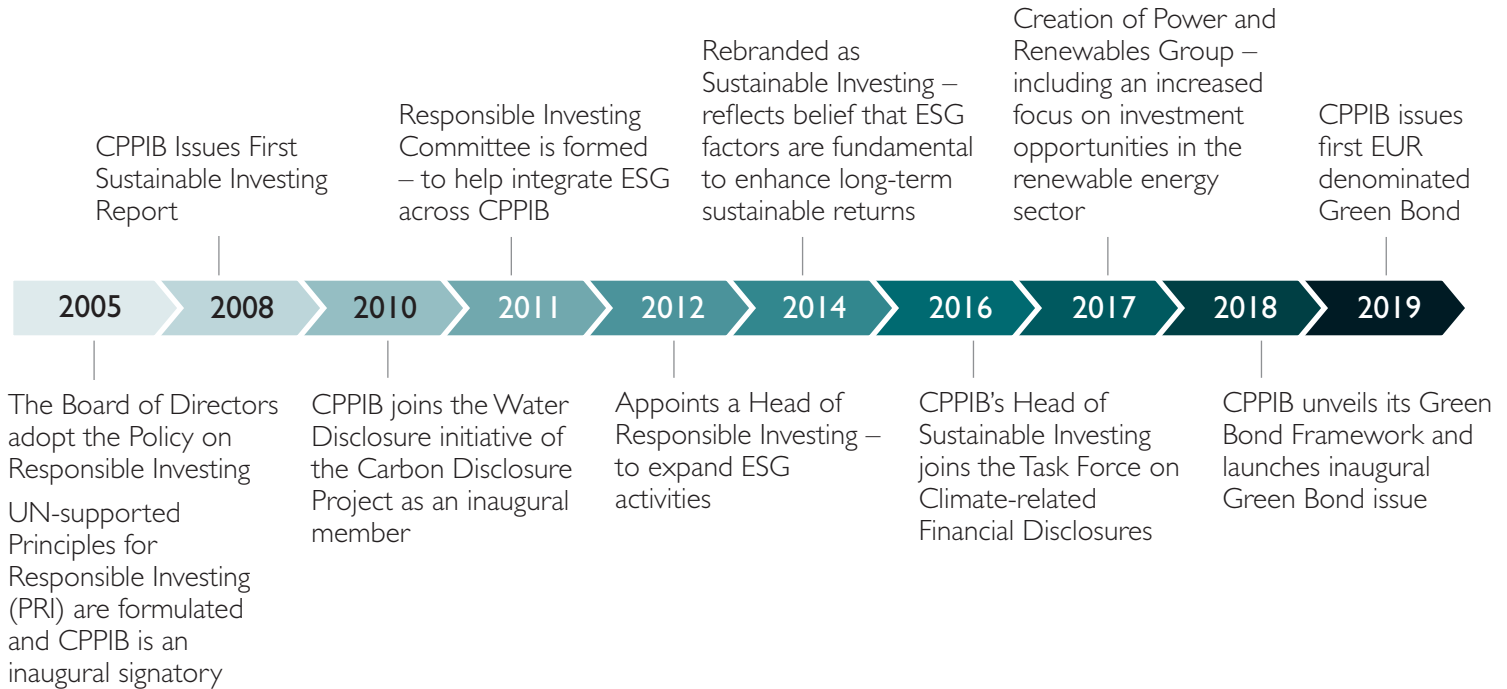 CPPIB Issues First
Sustainable Investing
Report
Responsible Investing
Committee is formed
– to help integrate ESG
across CPPIB
Rebranded as
Sustainable Investing –
reflects belief that ESG
factors are fundamental
to enhance long-term
sustainable returns
Creation of Power and
Renewables Group –
including an increased
focus on investment
opportunities in the
renewable energy
sector
CPPIB issues
first EUR
denominated
Green Bond
2005
2008
2010
2011
2012
2014
2016
2017
2018
2019
The Board of Directors
adopt the Policy on
Responsible Investing
UN-supported
Principles for
Responsible Investing
(PRI) are formulated
and CPPIB is an
inaugural signatory
CPPIB joins the Water
Disclosure initiative of
the Carbon Disclosure
Project as an inaugural
member
Appoints a Head of
Responsible Investing –
to expand ESG
activities
CPPIB’s Head of
Sustainable Investing
joins the Task Force on
Climate-related
Financial Disclosures
CPPIB unveils its Green
Bond Framework and
launches inaugural
Green Bond issue